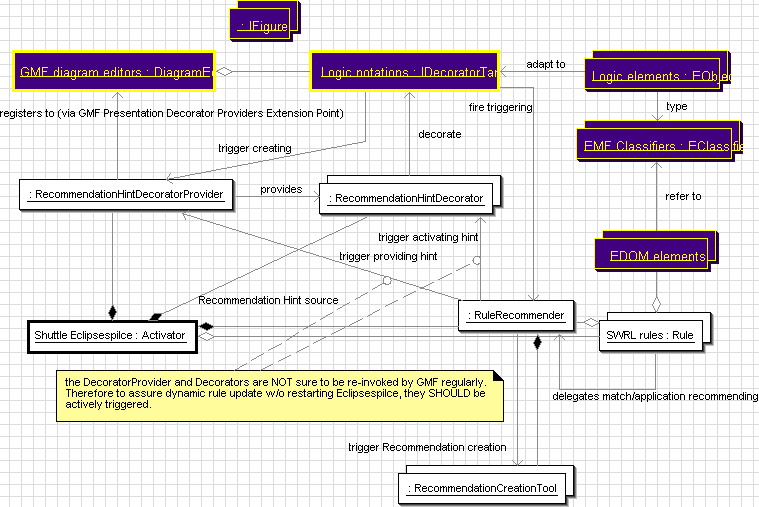 : IFigure
GMF diagram editors : DiagramEd
Logic notations : IDecoratorTar
adapt to
Logic elements : EObje
registers to (via GMF Presentation Decorator Providers Extension Point)
fire triggering
type
trigger creating
decorate
EMF Classifiers : EClassifie
: RecommendationHintDecoratorProvider
provides
: RecommendationHintDecorator
refer to
trigger activating hint
trigger providing hint
EDOM elements
Recommendation Hint source
Shuttle Eclipsespilce : Activator
: RuleRecommender
SWRL rules : Rule
the DecoratorProvider and Decorators are NOT sure to be re-invoked by GMF regularly.
Therefore to assure dynamic rule update w/o restarting Eclipsespilce, they SHOULD be
actively triggered.
delegates match/application recommending
trigger Recommendation creation
: RecommendationCreationTool